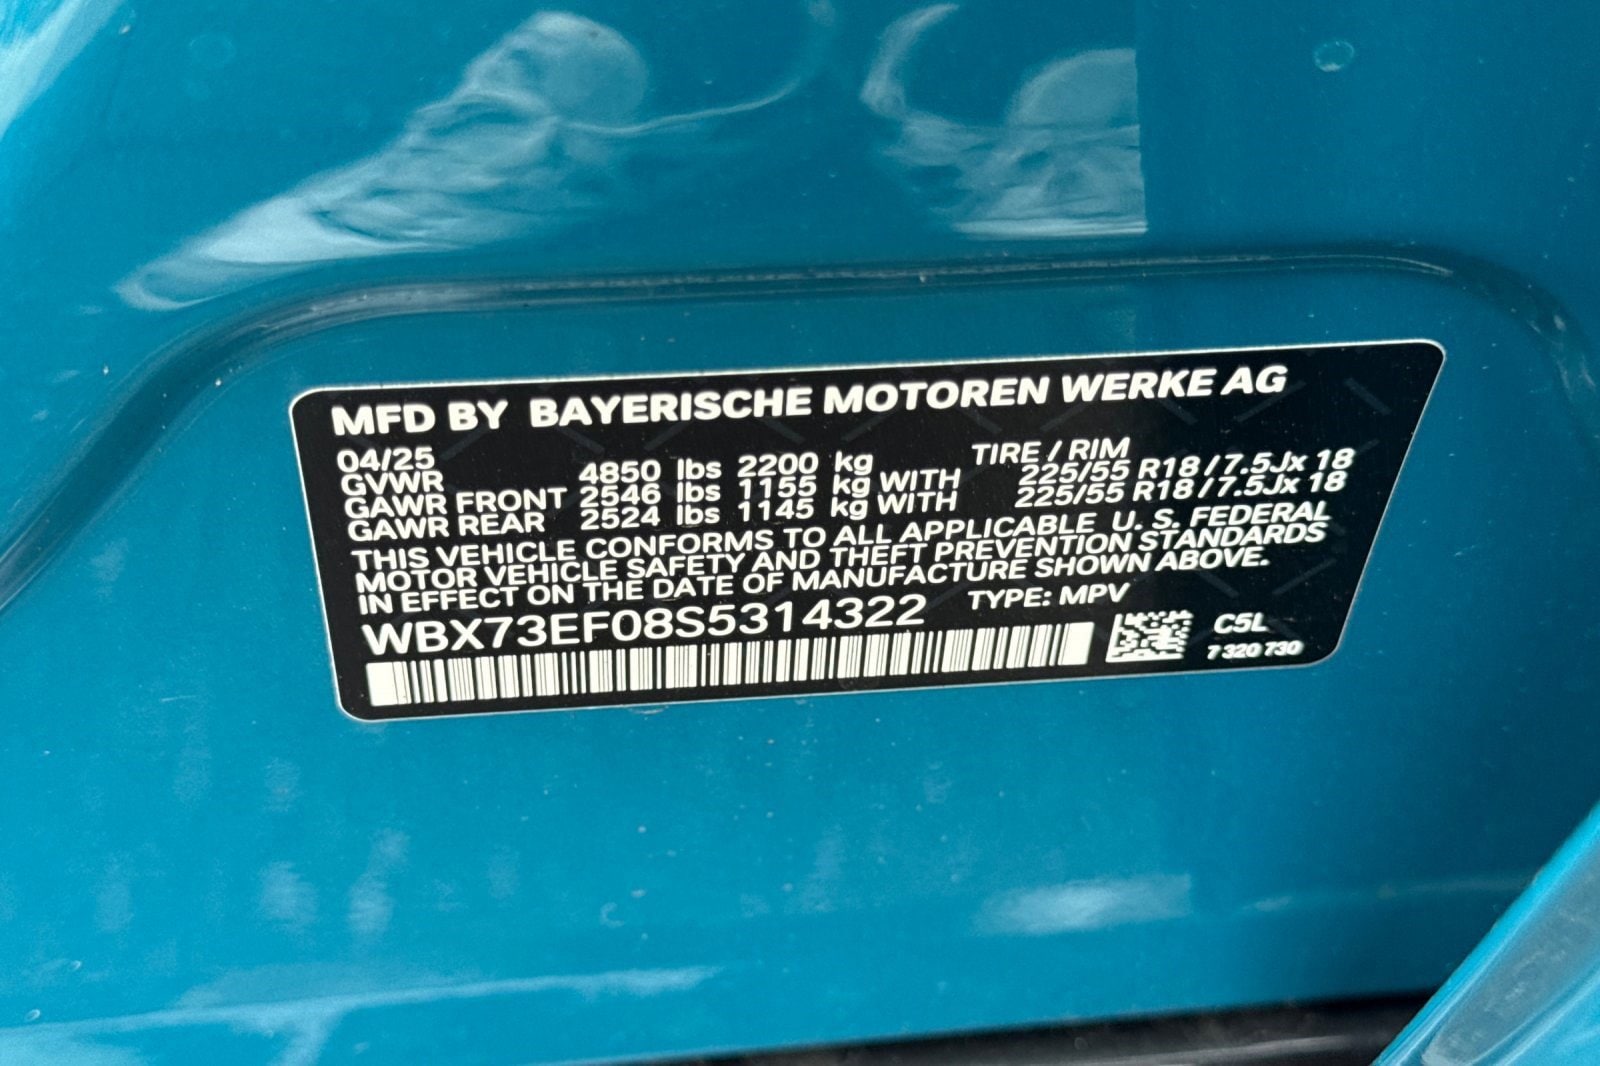 MFD BY BAYERISCHE MOTOREN WERKE AG
04/25 TIRE / RIM
GVWR 4850 lbs 2200 kg
GAWR FRONT 2546 lbs 1155 kg WITH 225/55 R18 / 7.5Jx 18
GAWR REAR 2524 lbs 1145 kg WITH 225/55 R18 / 7.5Jx 18
THIS VEHICLE CONFORMS TO ALL APPLICABLE U. S. FEDERAL
MOTOR VEHICLE SAFETY AND THEFT PREVENTION STANDARDS
IN EFFECT ON THE DATE OF MANUFACTURE SHOWN ABOVE.
WBX73EF08S5314322 TYPE: MPV
C5L
7 320 730